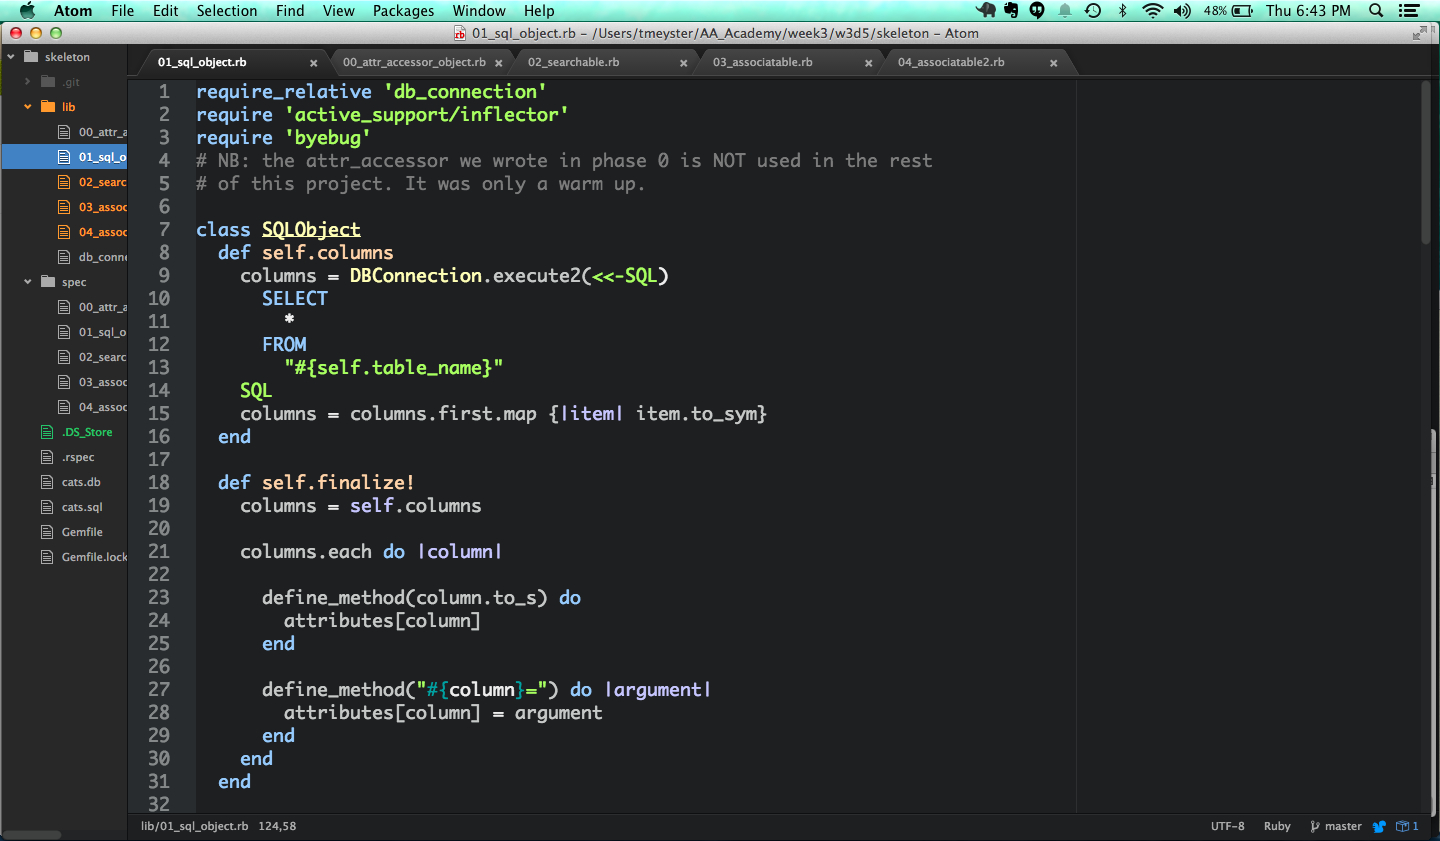 Atom File Edit Selection Find View Packages Window Help 48% Thu 6:43 PM
01_sql_object.rb - /Users/tmeyster/AA_Academy/week3/w3d5/skeleton - Atom
skeleton
.git
lib
00_attr_a
01_sql_o
02_searc
03_assoc
04_assoc
db_conne
spec
00_attr_a
01_sql_o
02_searc
03_assoc
04_assoc
.DS_Store
.rspec
cats.db
cats.sql
Gemfile
Gemfile.lock
01_sql_object.rb 00_attr_accessor_object.rb 02_searchable.rb 03_associatable.rb 04_associatable2.rb
1 require_relative 'db_connection'
2 require 'active_support/inflector'
3 require 'byebug'
4 # NB: the attr_accessor we wrote in phase 0 is NOT used in the rest
5 # of this project. It was only a warm up.
6
7 class SQLObject
8   def self.columns
9     columns = DBConnection.execute2(<<-SQL)
10       SELECT
11         *
12       FROM
13         "#{self.table_name}"
14     SQL
15     columns = columns.first.map {|item| item.to_sym}
16   end
17
18   def self.finalize!
19     columns = self.columns
20
21     columns.each do |column|
22
23       define_method(column.to_s) do
24         attributes[column]
25       end
26
27       define_method("#{column}=") do |argument|
28         attributes[column] = argument
29       end
30     end
31   end
32
lib/01_sql_object.rb 124,58 UTF-8 Ruby master 1